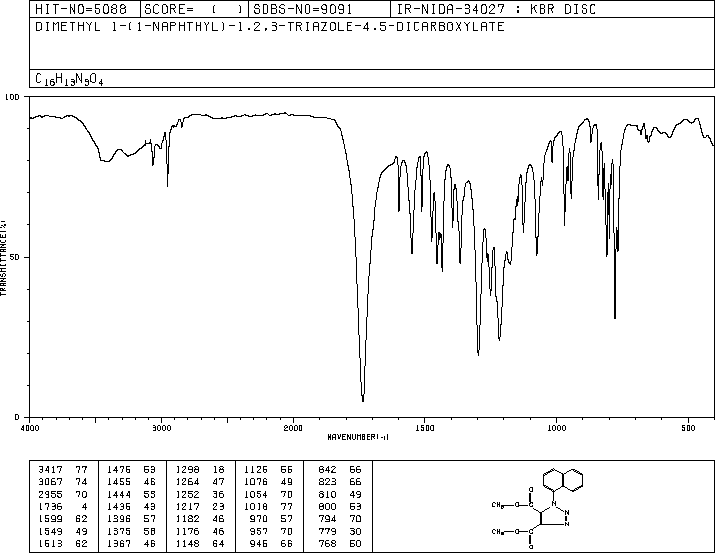 HIT-NO=5088 SCORE= ( ) SDBS-NO=9091 IR-NIDA-34027 : KBR DISC
DIMETHYL 1-(1-NAPHTHYL)-1,2,3-TRIAZOLE-4,5-DICARBOXYLATE
C16H13N3O4
100
50
0
TRANSMITTANCE(%)
4000 3000 2000 1500 1000 500
WAVENUMBER(-1)
3417 77 1476 53 1298 18 1126 55 842 66
3067 74 1455 46 1264 47 1076 49 823 66
2955 70 1444 55 1252 36 1054 70 810 49
1736 4 1436 43 1217 23 1018 77 800 53
1599 62 1396 57 1182 46 970 57 794 70
1549 49 1375 58 1176 46 957 70 779 30
1513 62 1367 46 1148 64 946 66 768 50
O
CH3 O C N N
CH3 O C N
O